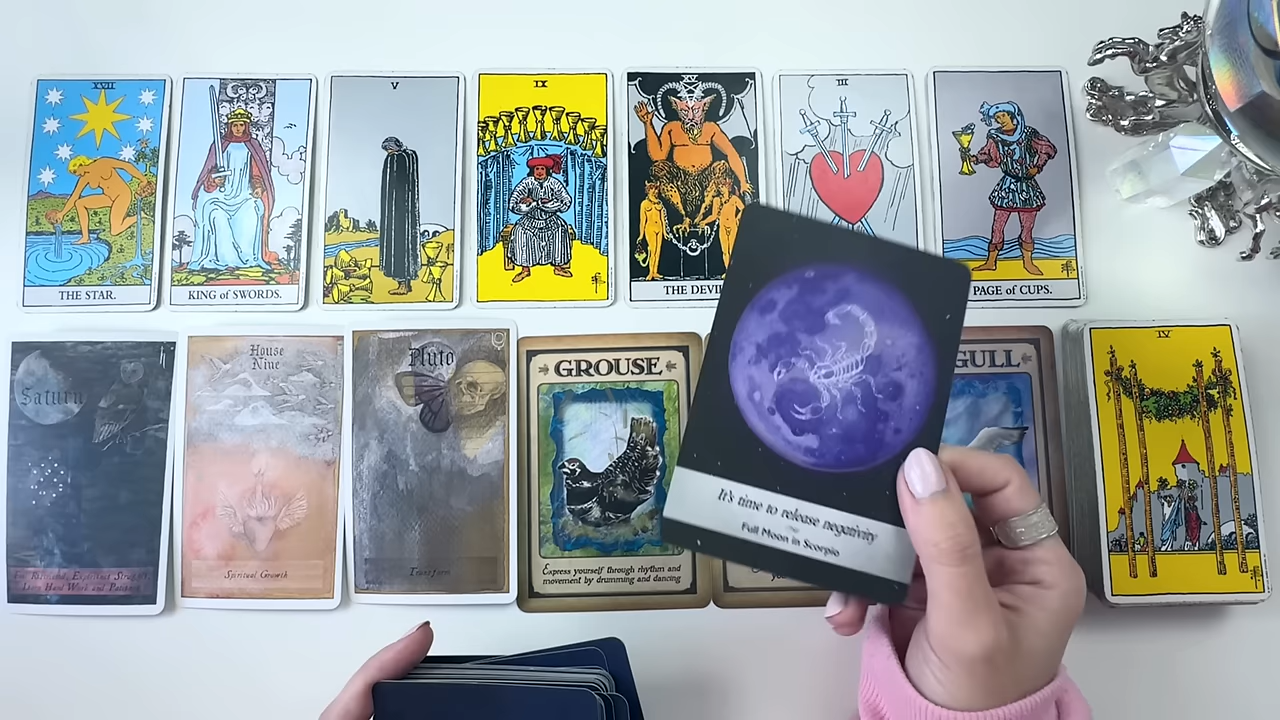 XVII
THE STAR.
KING of SWORDS.
V
IX
XV
THE DEVIL
III
PAGE of CUPS.
Saturn
House
Nine
Spiritual Growth
Pluto
Transform
GROUSE
Express yourself through rhythm and
movement by drumming and dancing
It's time to release negativity
Full Moon in Scorpio
GULL
IV